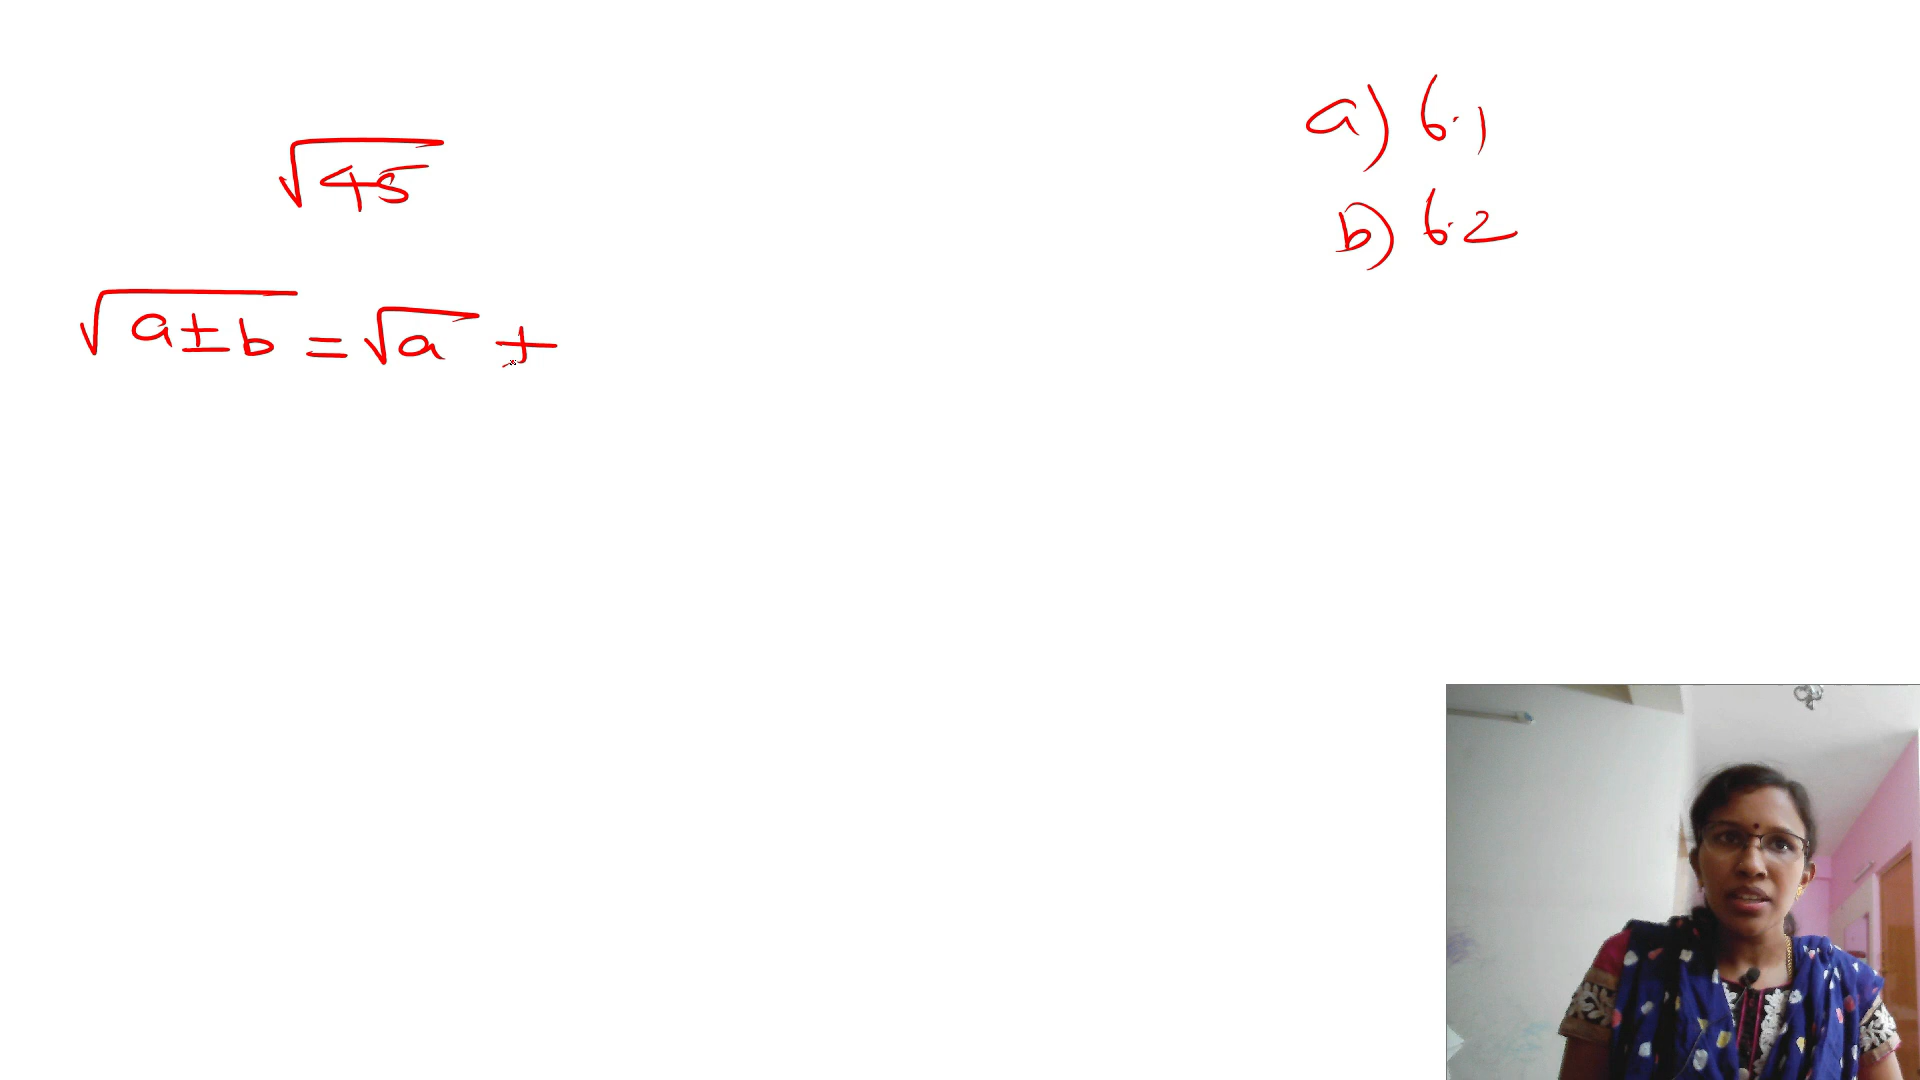 √45
√a±b = √a +
a) 6.1
b) 6.2